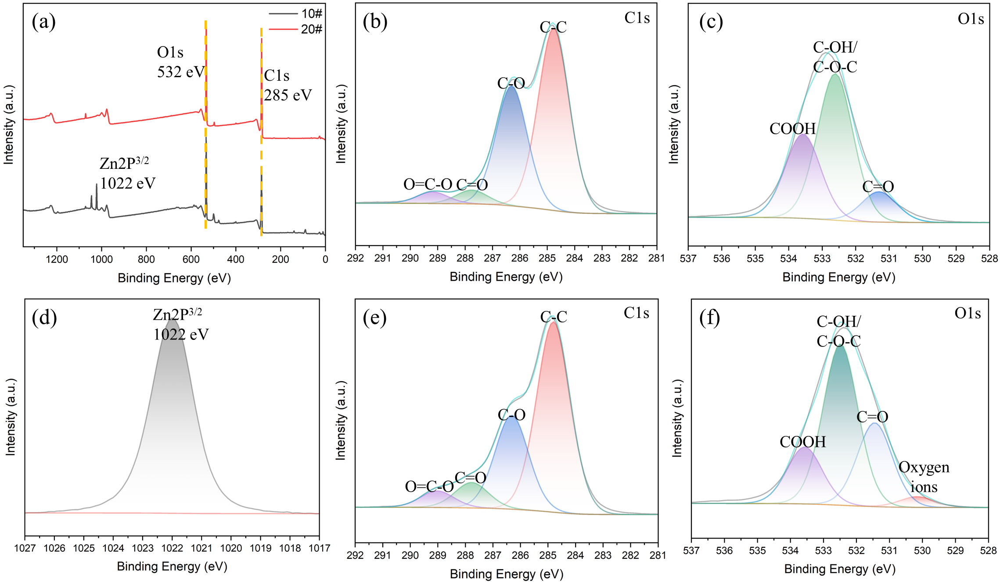 (a)
10#
20#
O1s
532 eV
C1s
285 eV
Zn2P3/2
1022 eV
Intensity (a.u.)
1200 1000 800 600 400 200 0
Binding Energy (eV)
(b)
C1s
C-C
C-O
O=C-O C=O
Intensity (a.u.)
292 291 290 289 288 287 286 285 284 283 282 281
Binding Energy (eV)
(c)
O1s
C-OH/
C-O-C
COOH
C=O
Intensity (a.u.)
537 536 535 534 533 532 531 530 529 528
Binding Energy (eV)
(d)
Zn2P3/2
1022 eV
Intensity (a.u.)
1027 1026 1025 1024 1023 1022 1021 1020 1019 1018 1017
Binding Energy (eV)
(e)
C1s
C-C
C-O
C=O
O=C-O
Intensity (a.u.)
292 291 290 289 288 287 286 285 284 283 282 281
Binding Energy (eV)
(f)
O1s
C-OH/
C-O-C
C=O
COOH
Oxygen
ions
Intensity (a.u.)
537 536 535 534 533 532 531 530 529 528
Binding Energy (eV)